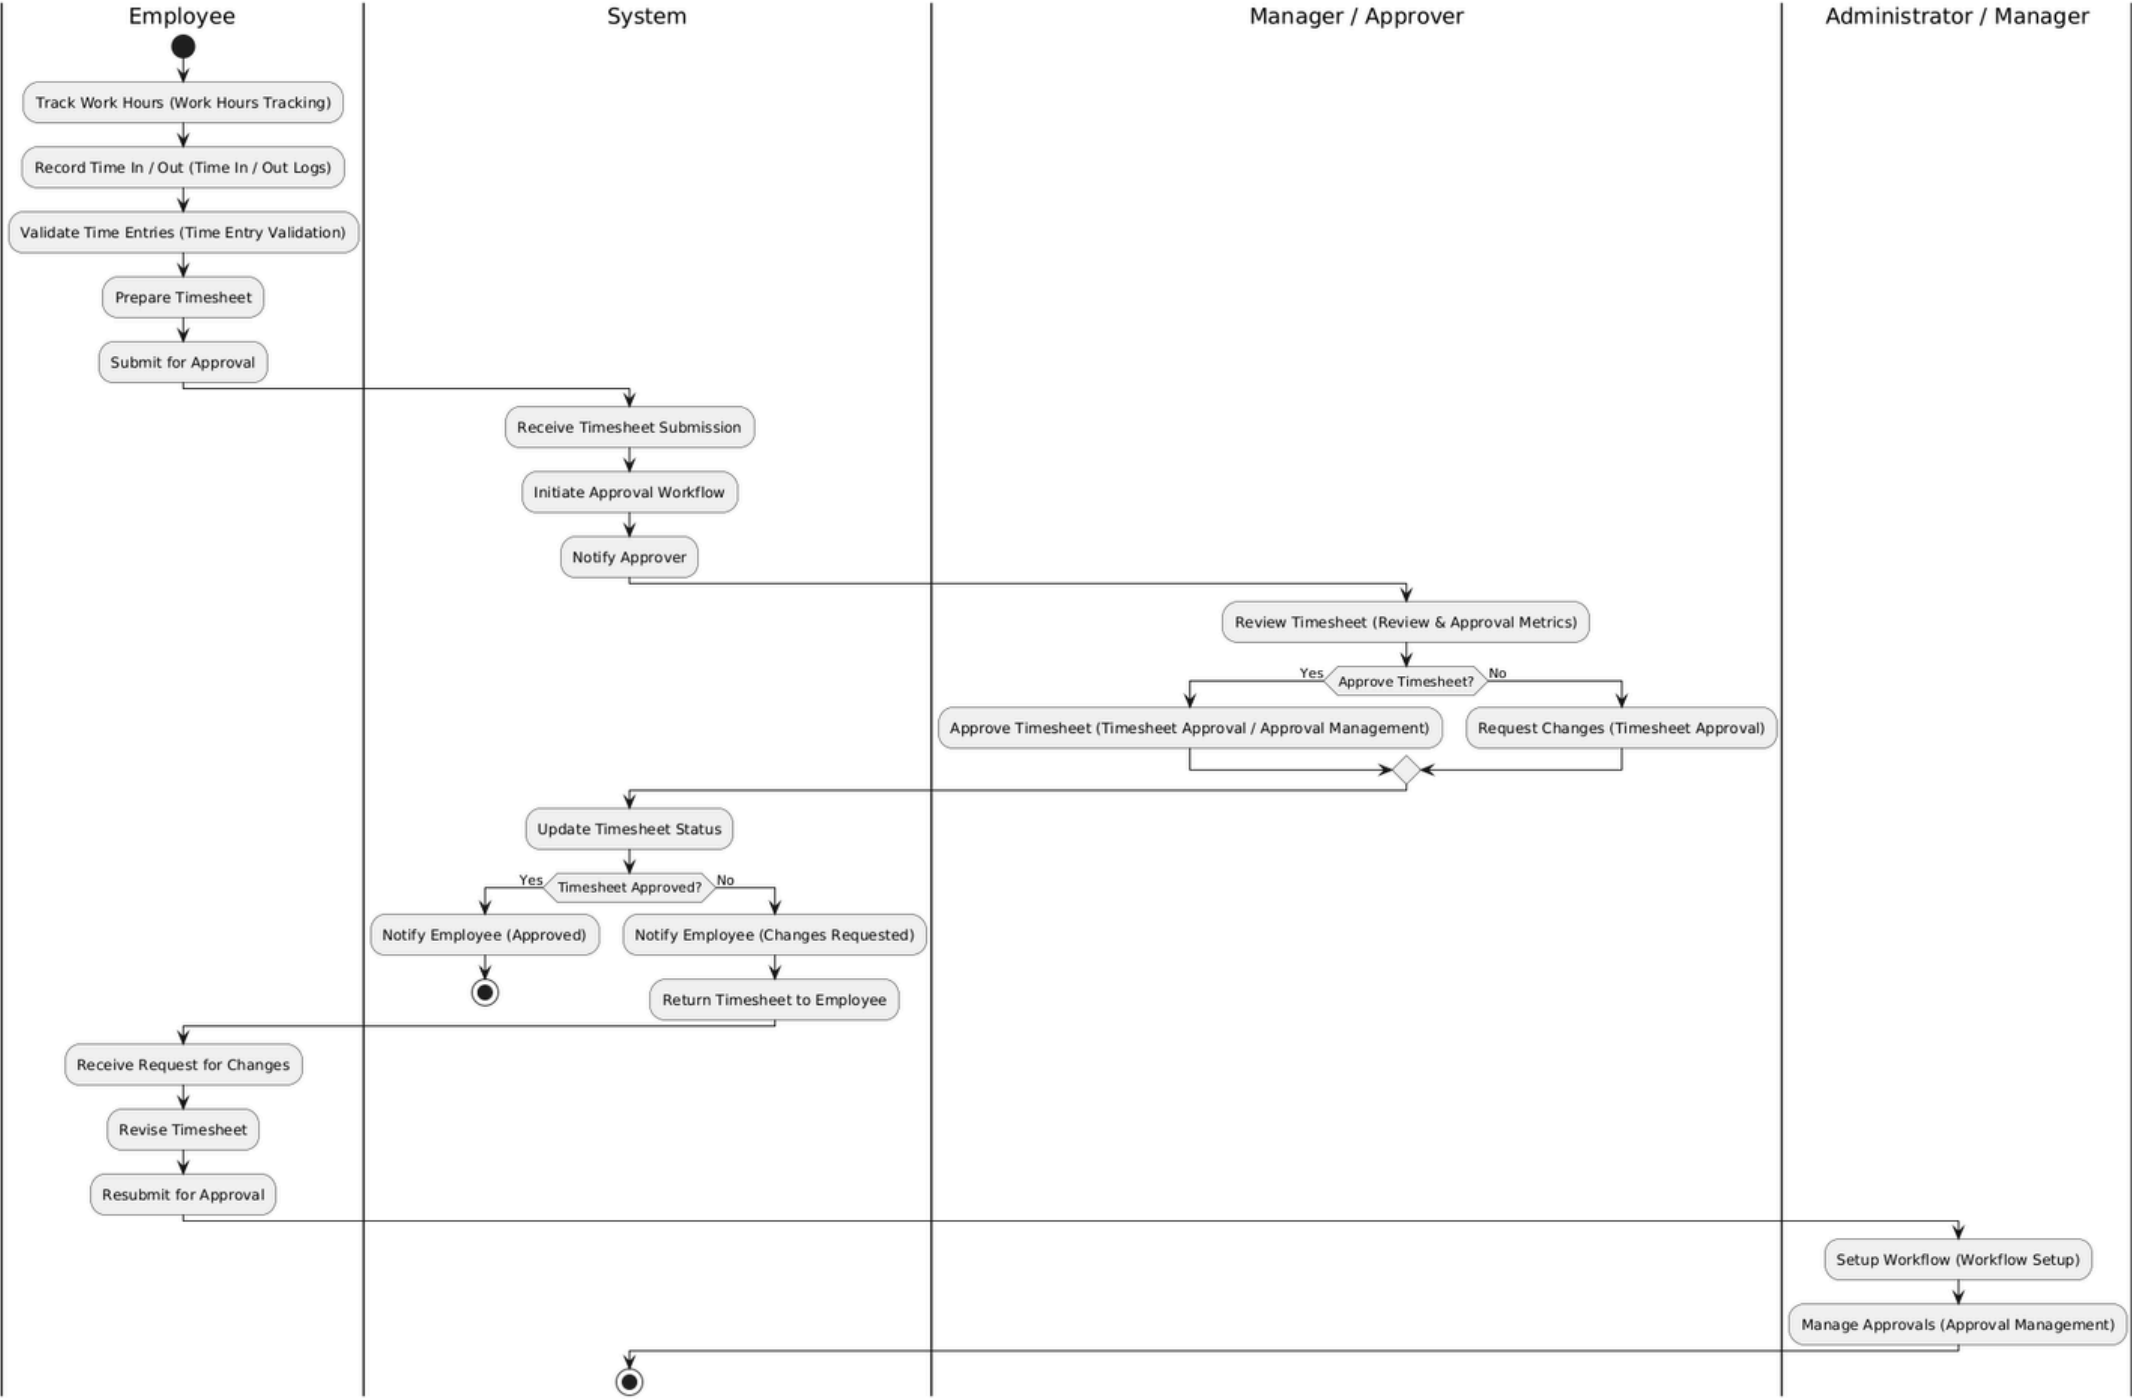 Employee
System
Manager / Approver
Administrator / Manager
Track Work Hours (Work Hours Tracking)
Record Time In / Out (Time In / Out Logs)
Validate Time Entries (Time Entry Validation)
Prepare Timesheet
Submit for Approval
Receive Timesheet Submission
Initiate Approval Workflow
Notify Approver
Review Timesheet (Review & Approval Metrics)
Yes
Approve Timesheet?
No
Approve Timesheet (Timesheet Approval / Approval Management)
Request Changes (Timesheet Approval)
Update Timesheet Status
Yes
Timesheet Approved?
No
Notify Employee (Approved)
Notify Employee (Changes Requested)
Return Timesheet to Employee
Receive Request for Changes
Revise Timesheet
Resubmit for Approval
Setup Workflow (Workflow Setup)
Manage Approvals (Approval Management)